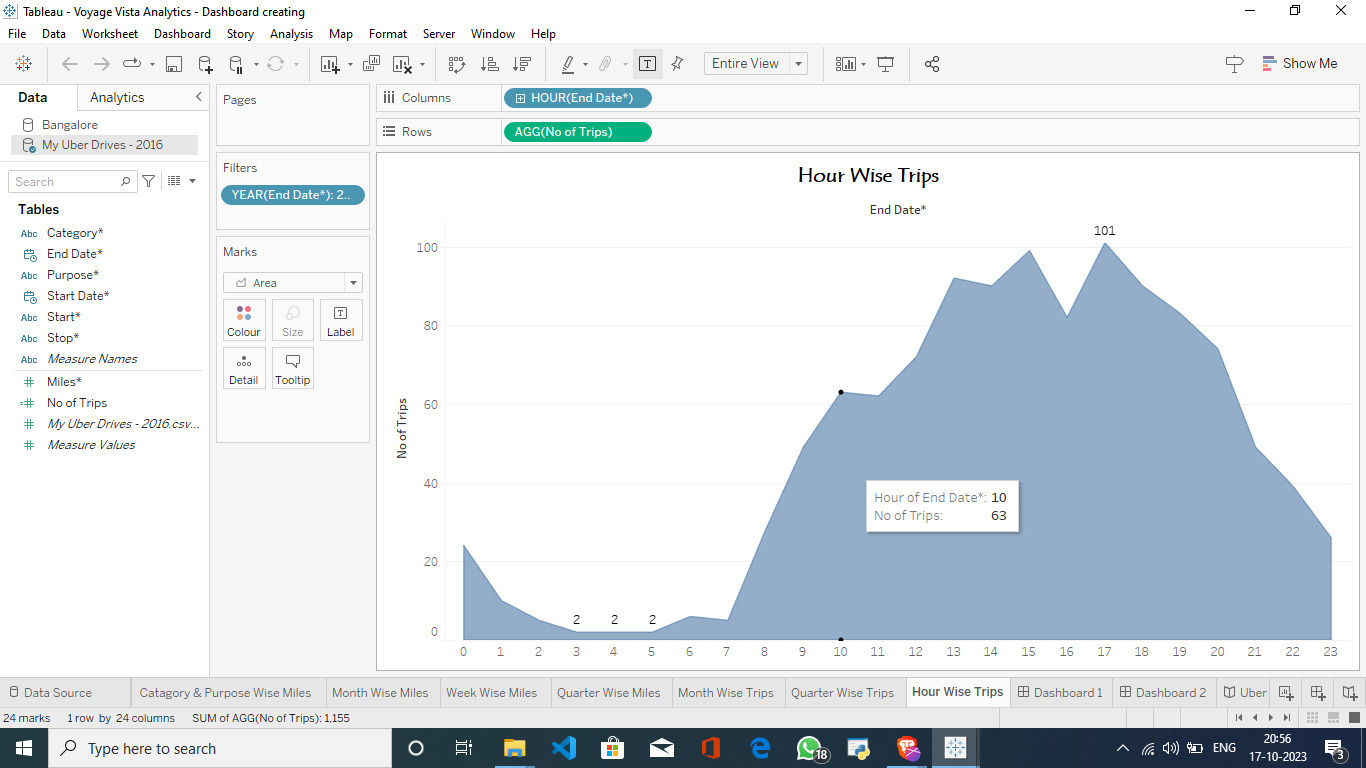 Tableau - Voyage Vista Analytics - Dashboard creating
File Data Worksheet Dashboard Story Analysis Map Format Server Window Help
Entire View
Show Me
Data Analytics
Bangalore
My Uber Drives - 2016
Search
Tables
Abc Category*
End Date*
Abc Purpose*
Start Date*
Abc Start*
Abc Stop*
Abc Measure Names
Miles*
No of Trips
My Uber Drives - 2016.csv...
Measure Values
Pages
Filters
YEAR(End Date*): 2..
Marks
Area
Colour Size Label
Detail Tooltip
Columns HOUR(End Date*)
Rows AGG(No of Trips)
Hour Wise Trips
End Date*
101
100
80
60
40
20
0
No of Trips
2 2 2
Hour of End Date*: 10
No of Trips: 63
0 1 2 3 4 5 6 7 8 9 10 11 12 13 14 15 16 17 18 19 20 21 22 23
Data Source Catagory & Purpose Wise Miles Month Wise Miles Week Wise Miles Quarter Wise Miles Month Wise Trips Quarter Wise Trips Hour Wise Trips Dashboard 1 Dashboard 2 Uber
24 marks 1 row by 24 columns SUM of AGG(No of Trips): 1,155
Type here to search
18
ENG
20:56
17-10-2023
3